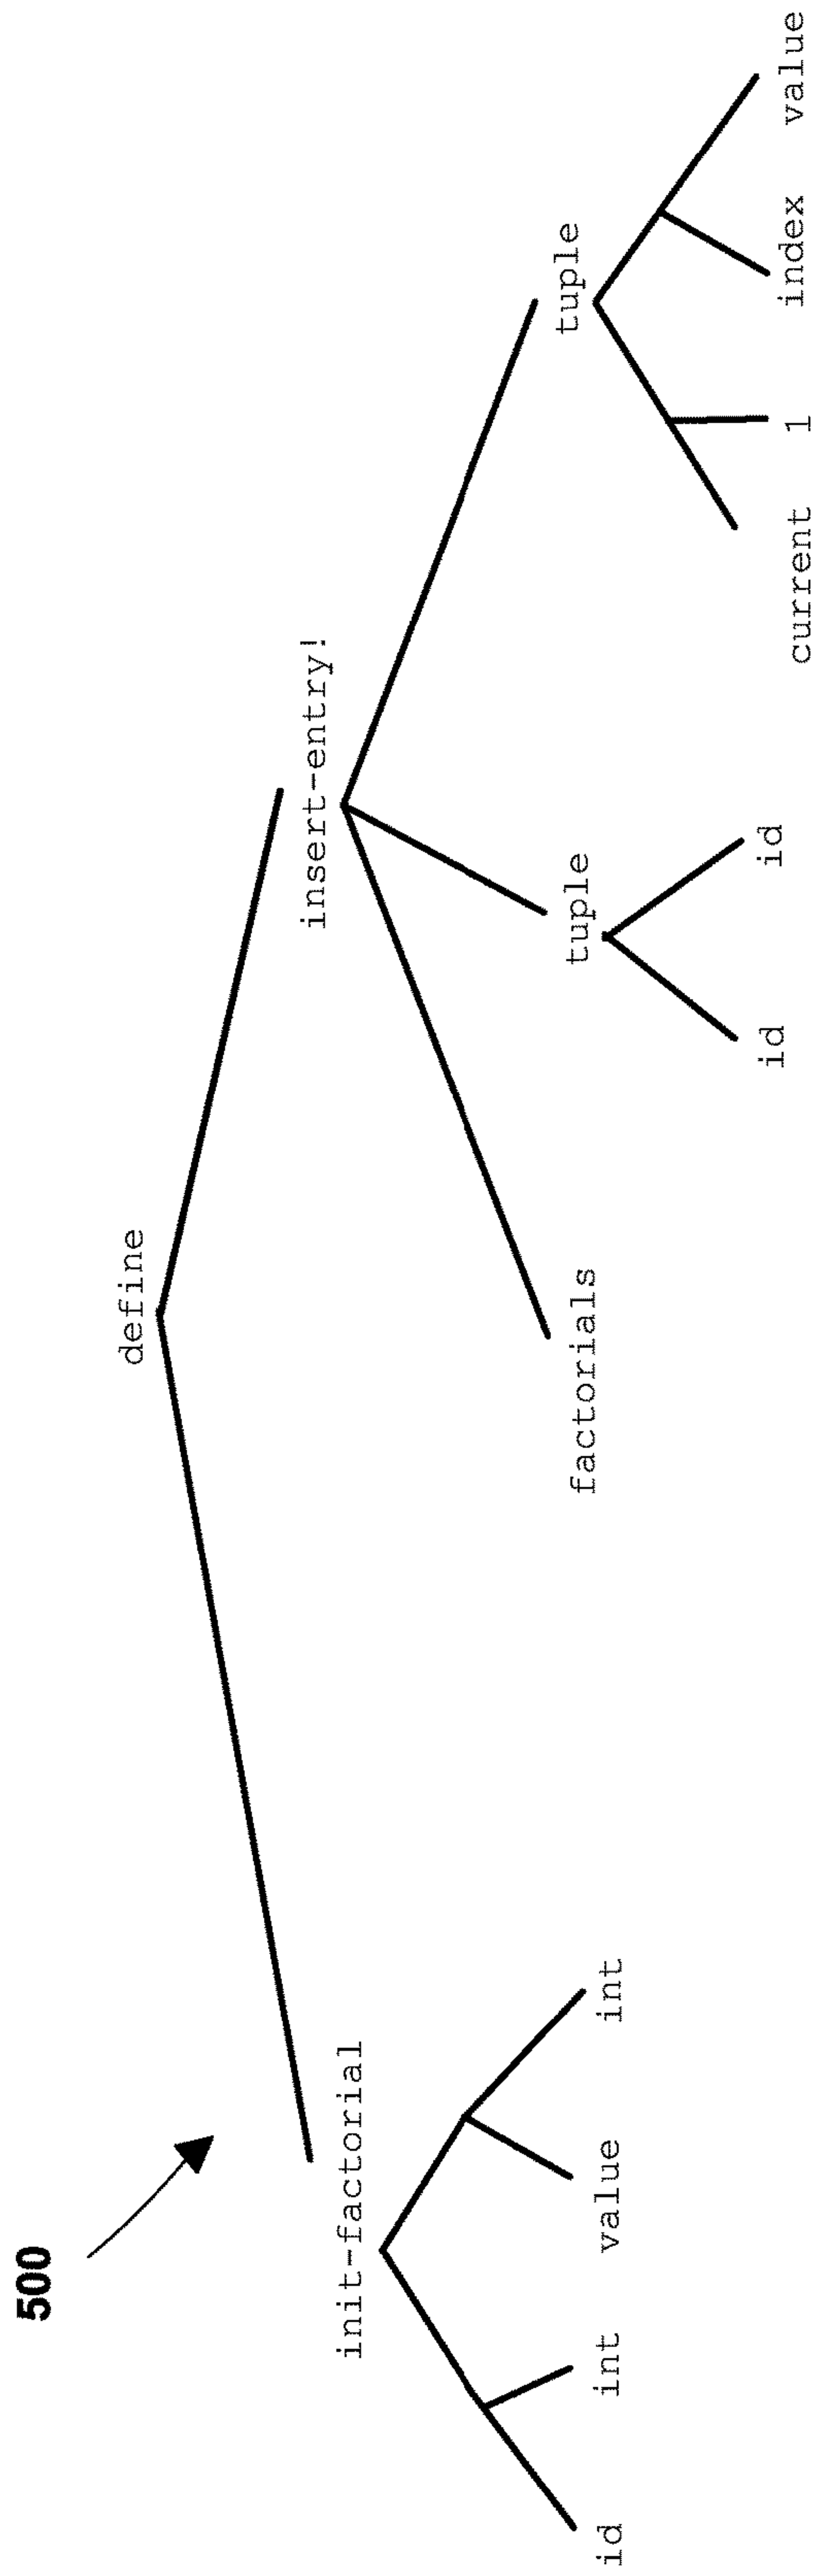 500
define
init-factorial
insert-entry!
id
int
value
int
factorials
tuple
tuple
id
id
current
1
index
value